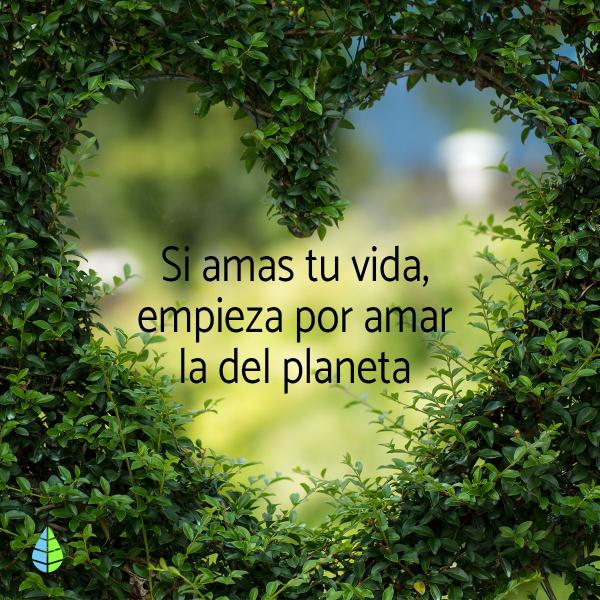 Si amas tu vida,
empieza por amar
la del planeta